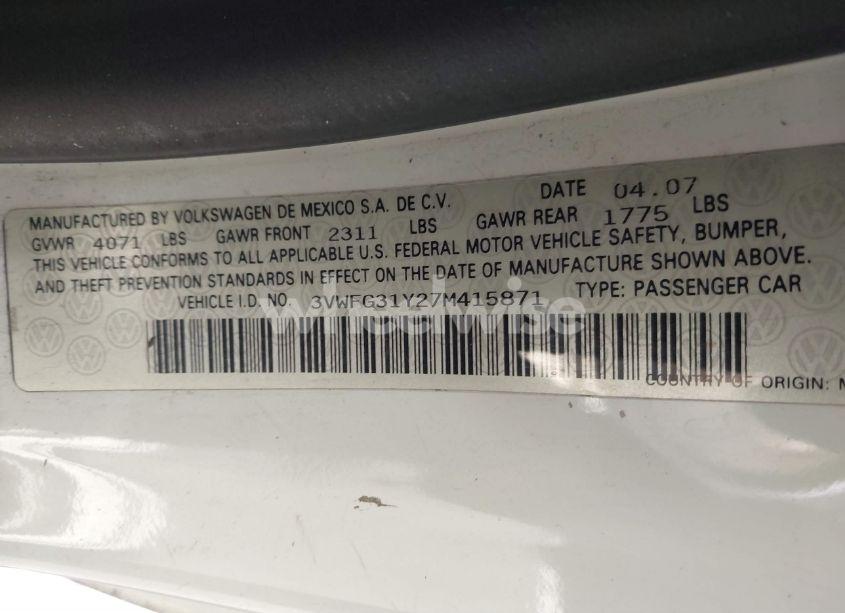 MANUFACTURED BY VOLKSWAGEN DE MEXICO S.A. DE C.V. DATE 04.07
GVWR 4071 LBS GAWR FRONT 2311 LBS GAWR REAR 1775 LBS
THIS VEHICLE CONFORMS TO ALL APPLICABLE U.S. FEDERAL MOTOR VEHICLE SAFETY, BUMPER,
AND THEFT PREVENTION STANDARDS IN EFFECT ON THE DATE OF MANUFACTURE SHOWN ABOVE.
VEHICLE I.D. NO. 3VWFG31Y27M415871 TYPE: PASSENGER CAR
wheelwise
COUNTRY OF ORIGIN: M